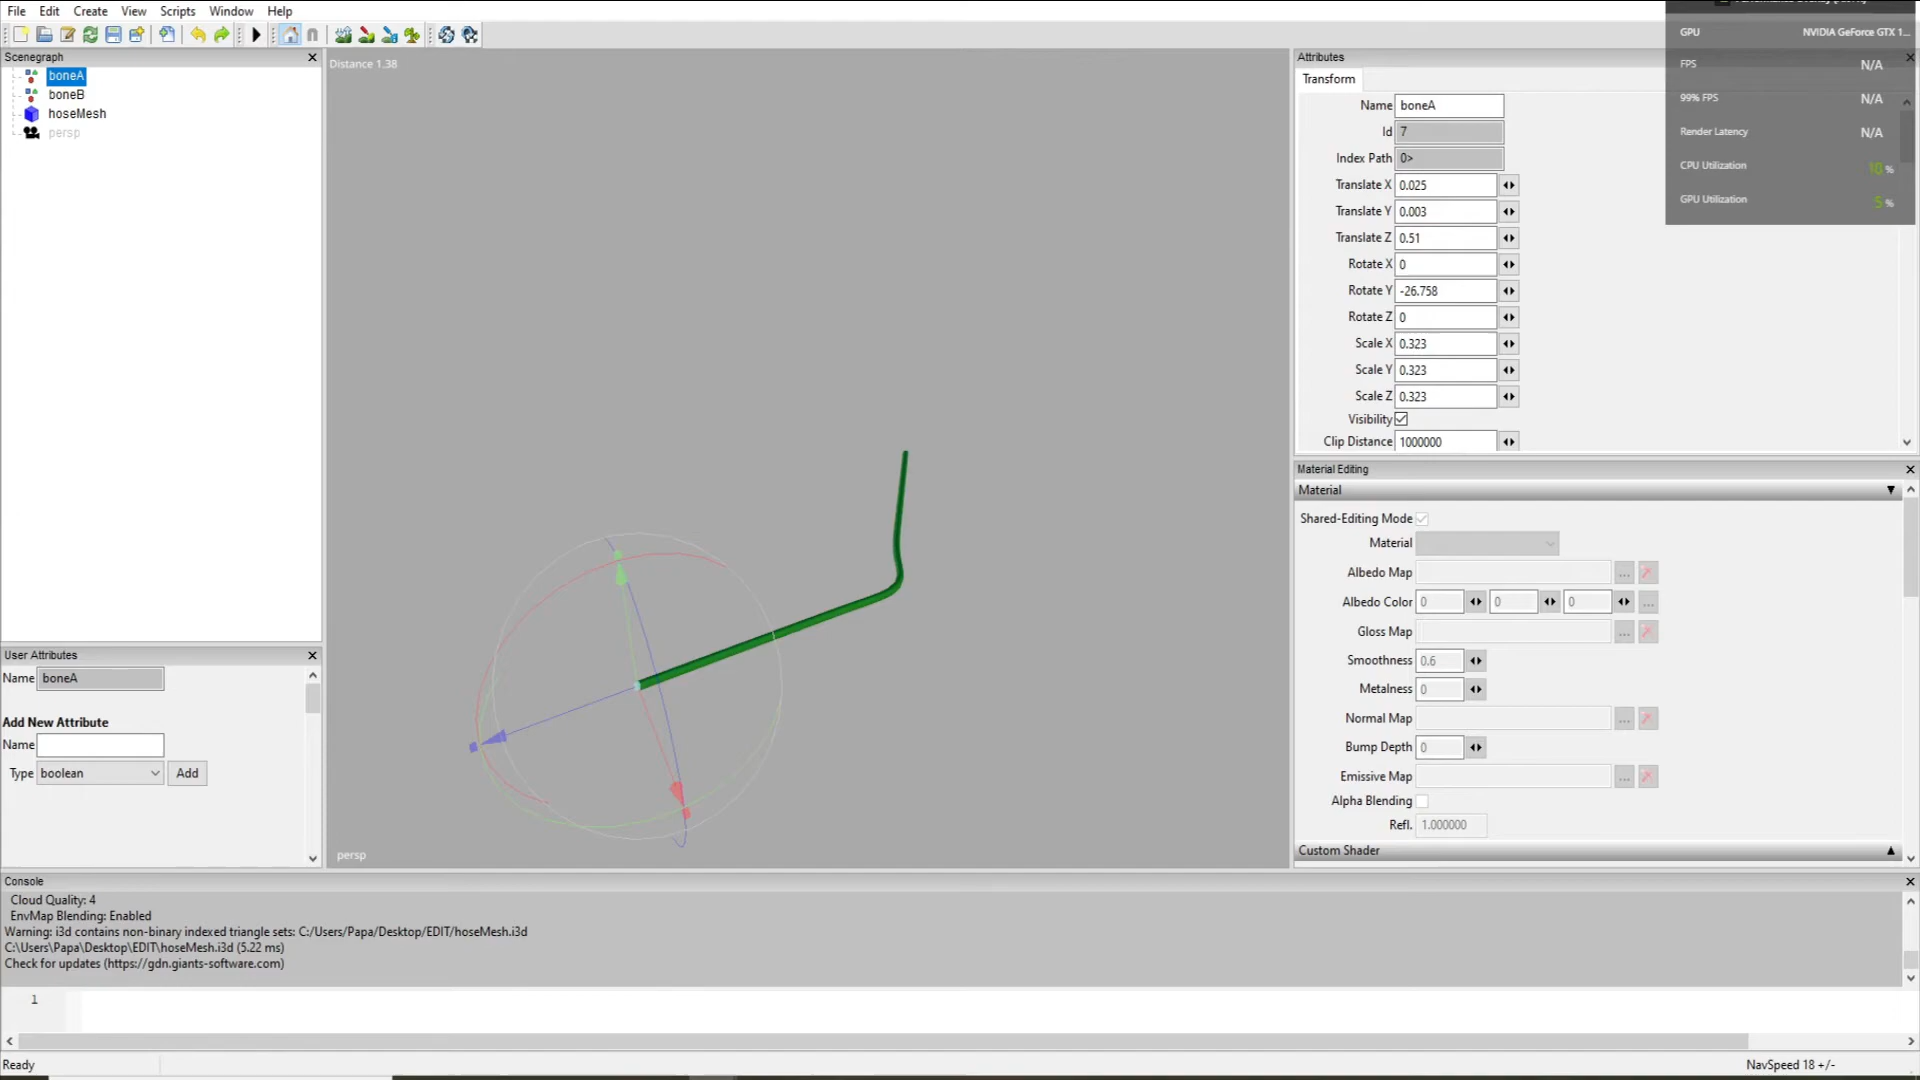 File Edit Create View Scripts Window Help
Scenegraph
boneA
boneB
hoseMesh
persp
Distance 1.38
persp
User Attributes
Name boneA
Add New Attribute
Name
Type boolean Add
Attributes
Transform
Name boneA
Id 7
Index Path 0>
Translate X 0.025
Translate Y 0.003
Translate Z 0.51
Rotate X 0
Rotate Y -26.758
Rotate Z 0
Scale X 0.323
Scale Y 0.323
Scale Z 0.323
Visibility
Clip Distance 1000000
GPU NVIDIA GeForce GTX 1...
FPS N/A
99% FPS N/A
Render Latency N/A
CPU Utilization 10 %
GPU Utilization 5 %
Material Editing
Material
Shared-Editing Mode
Material
Albedo Map ...
Albedo Color 0 0 0 ...
Gloss Map ...
Smoothness 0.6
Metalness 0
Normal Map ...
Bump Depth 0
Emissive Map ...
Alpha Blending
Refl. 1.000000
Custom Shader
Console
Cloud Quality: 4
EnvMap Blending: Enabled
Warning: i3d contains non-binary indexed triangle sets: C:/Users/Papa/Desktop/EDIT/hoseMesh.i3d
C:\Users\Papa\Desktop\EDIT\hoseMesh.i3d (5.22 ms)
Check for updates (https://gdn.giants-software.com)
1
Ready
NavSpeed 18 +/-